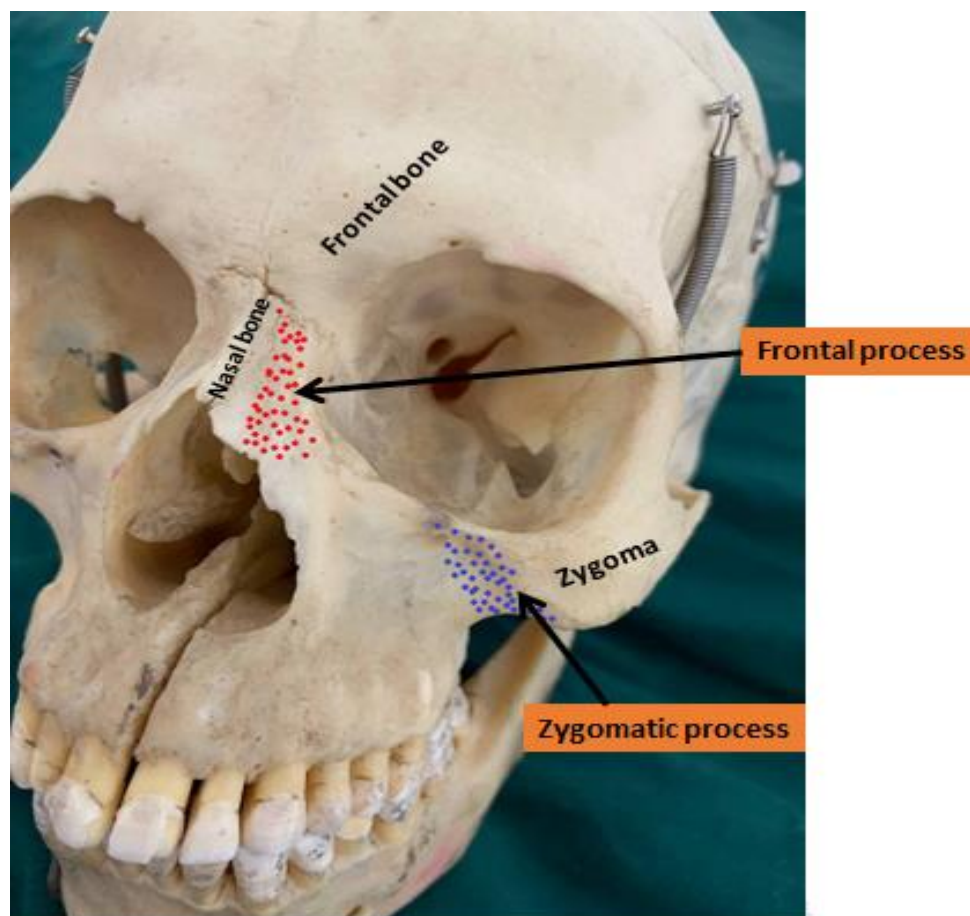 Frontal bone
Nasal bone
Frontal process
Zygoma
Zygomatic process